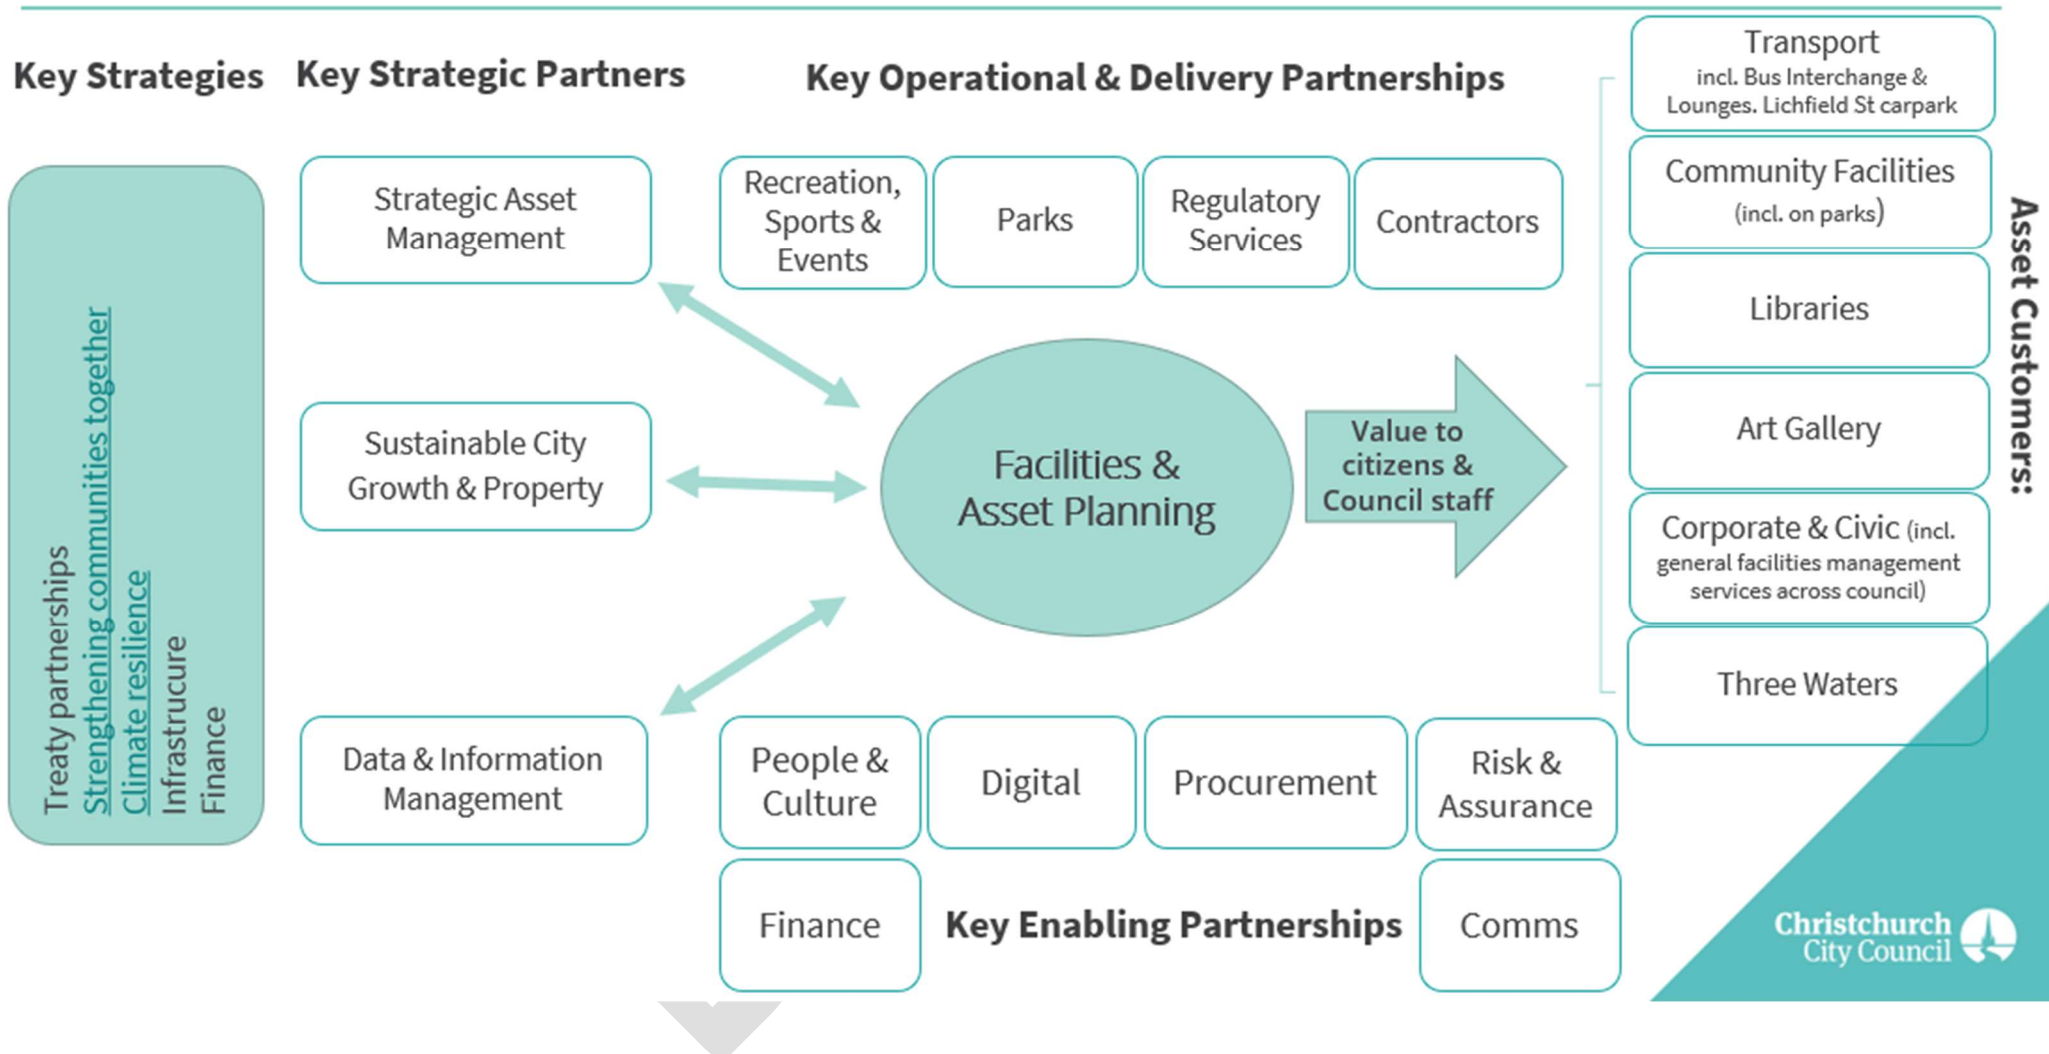 Key Strategies
Treaty partnerships
Strengthening communities together
Climate resilience
Infrastrucure
Finance
Key Strategic Partners
Strategic Asset
Management
Sustainable City
Growth & Property
Data & Information
Management
Key Operational & Delivery Partnerships
Recreation,
Sports &
Events
Parks
Regulatory
Services
Contractors
Facilities &
Asset Planning
Value to
citizens &
Council staff
People &
Culture
Digital
Procurement
Risk &
Assurance
Finance
Key Enabling Partnerships
Comms
Asset Customers:
Transport
incl. Bus Interchange &
Lounges. Lichfield St carpark
Community Facilities
(incl. on parks)
Libraries
Art Gallery
Corporate & Civic (incl.
general facilities management
services across council)
Three Waters
Christchurch
City Council